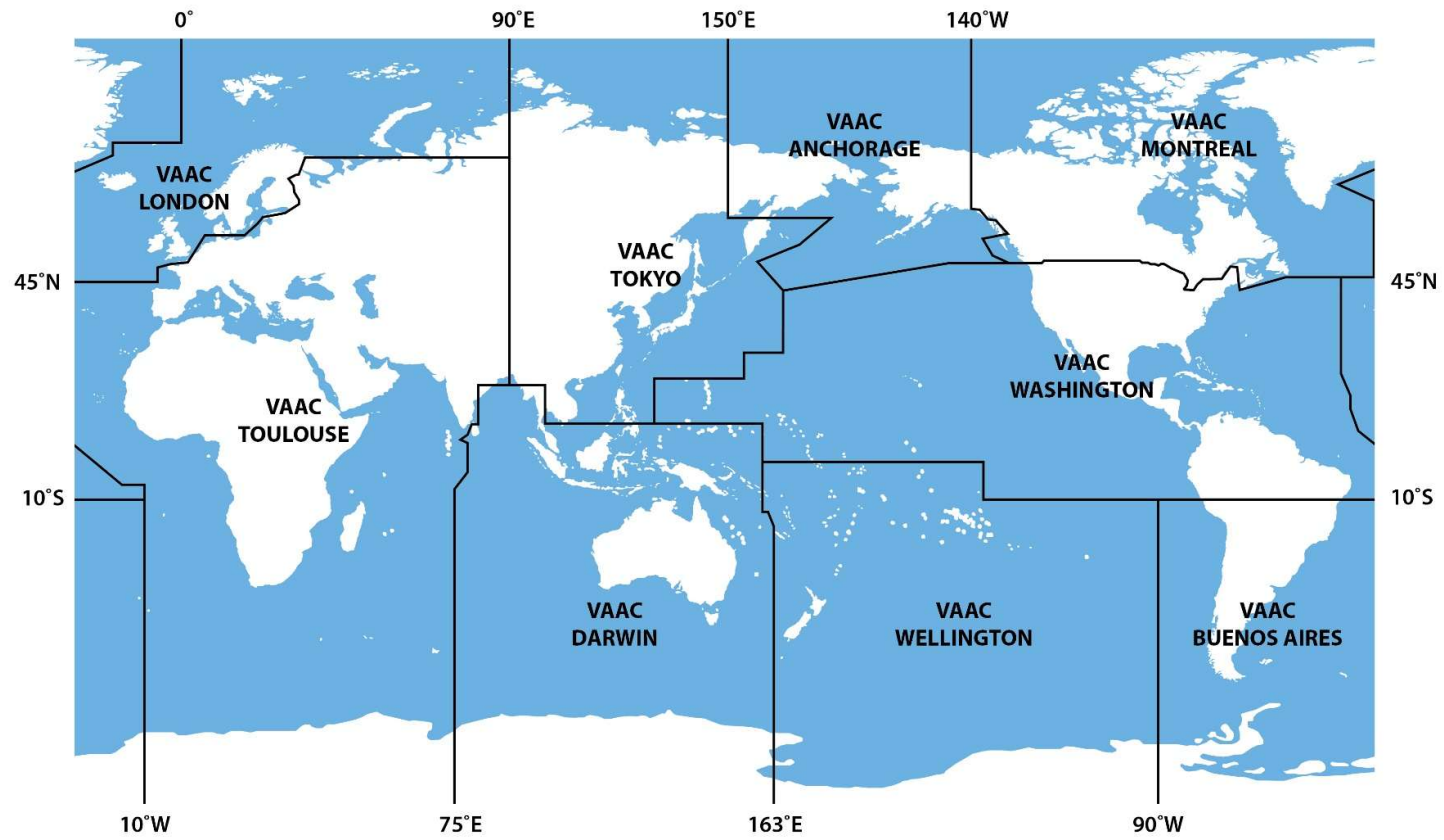 0˚
90˚E
150˚E
140˚W
VAAC
ANCHORAGE
VAAC
MONTREAL
VAAC
LONDON
VAAC
TOKYO
45˚N
45˚N
VAAC
WASHINGTON
VAAC
TOULOUSE
10˚S
10˚S
VAAC
DARWIN
VAAC
WELLINGTON
VAAC
BUENOS AIRES
10˚W
75˚E
163˚E
90˚W